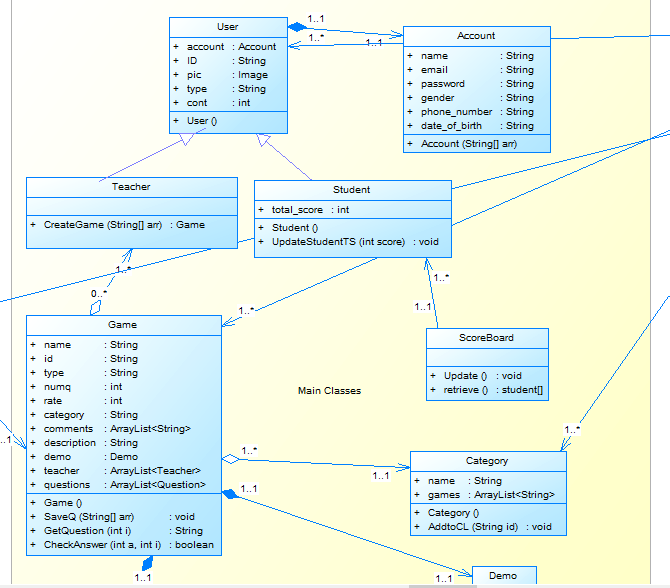 User
+ account : Account
+ ID : String
+ pic : Image
+ type : String
+ cont : int
+ User ()
1..1
1..*
1..1
Account
+ name : String
+ email : String
+ password : String
+ gender : String
+ phone_number : String
+ date_of_birth : String
+ Account (String[] arr)
Teacher
+ CreateGame (String[] arr) : Game
Student
+ total_score : int
+ Student ()
+ UpdateStudentTS (int score) : void
1..*
0..*
1..*
1..*
1..1
ScoreBoard
+ Update () : void
+ retrieve () : student[]
Game
+ name : String
+ id : String
+ type : String
+ numq : int
+ rate : int
+ category : String
+ comments : ArrayList<String>
+ description : String
+ demo : Demo
+ teacher : ArrayList<Teacher>
+ questions : ArrayList<Question>
+ Game ()
+ SaveQ (String[] arr) : void
+ GetQuestion (int i) : String
+ CheckAnswer (int a, int i) : boolean
Main Classes
..1
1..*
1..*
1..1
Category
+ name : String
+ games : ArrayList<String>
+ Category ()
+ AddtoCL (String id) : void
1..1
1..1
1..1
Demo